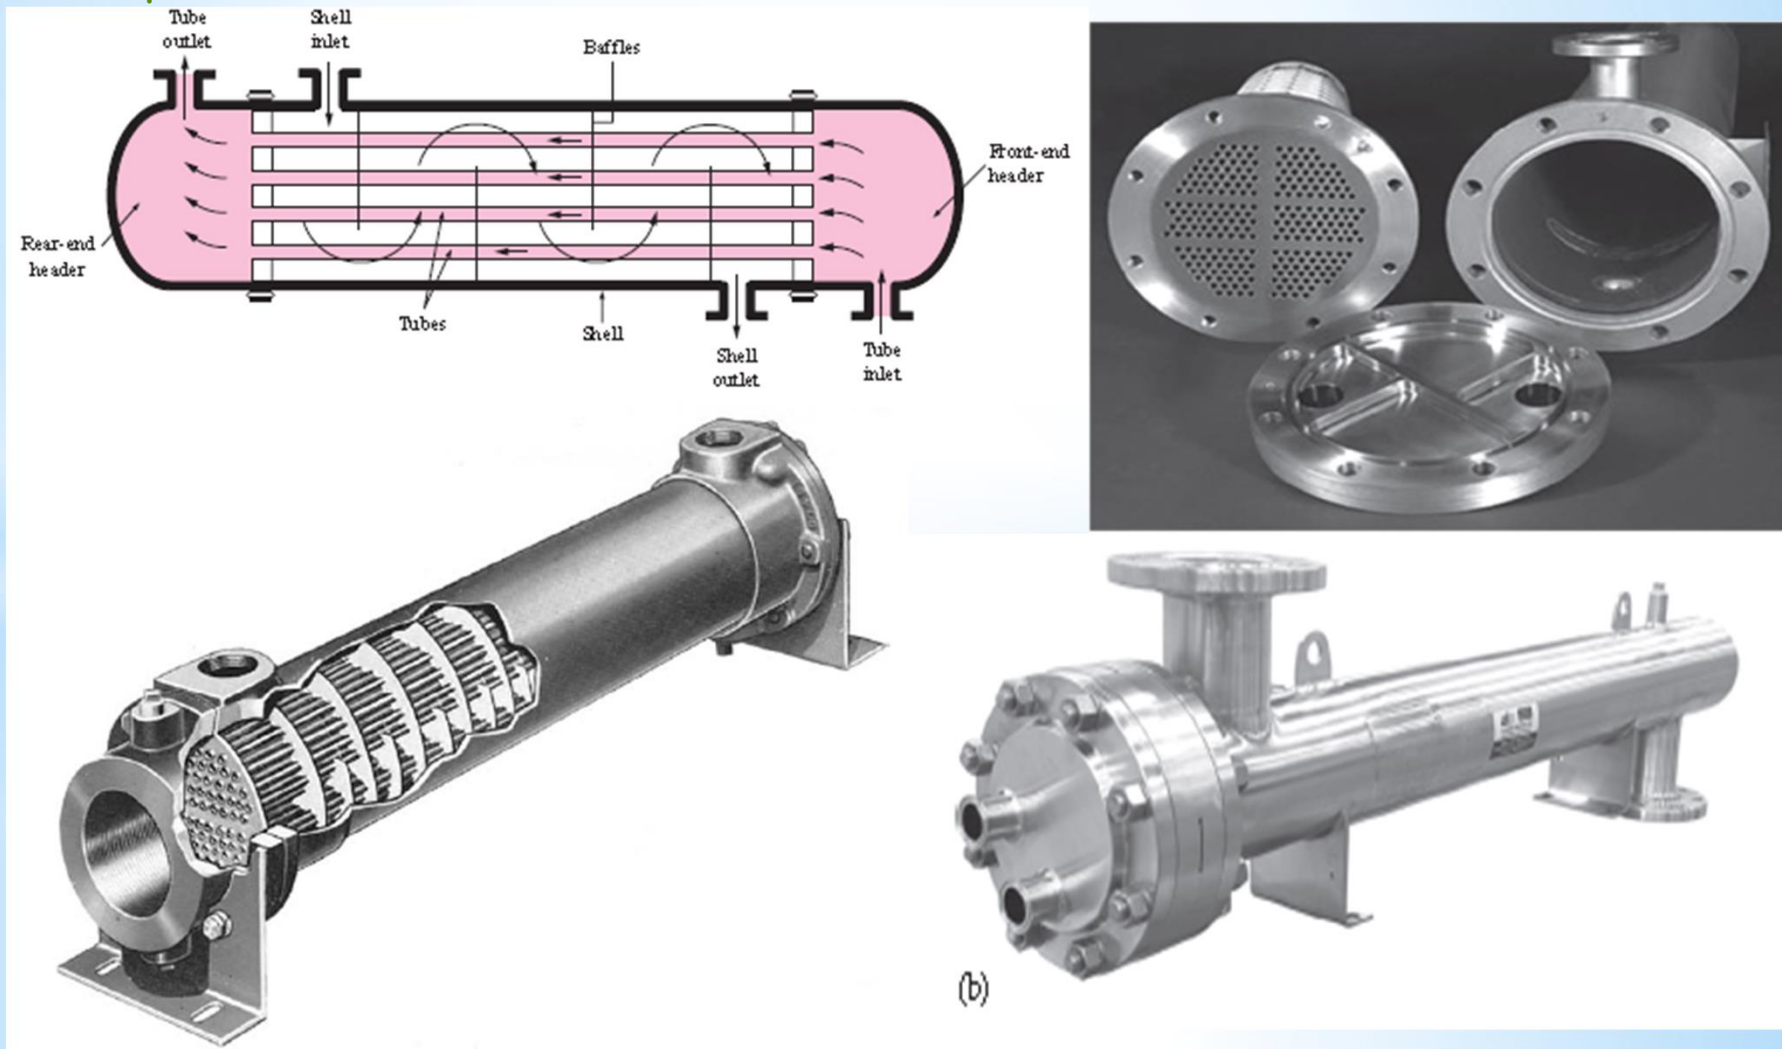 Tube
outlet
Shell
inlet
Baffles
Front-end
header
Rear-end
header
Tubes
Shell
Shell
outlet
Tube
inlet
(b)